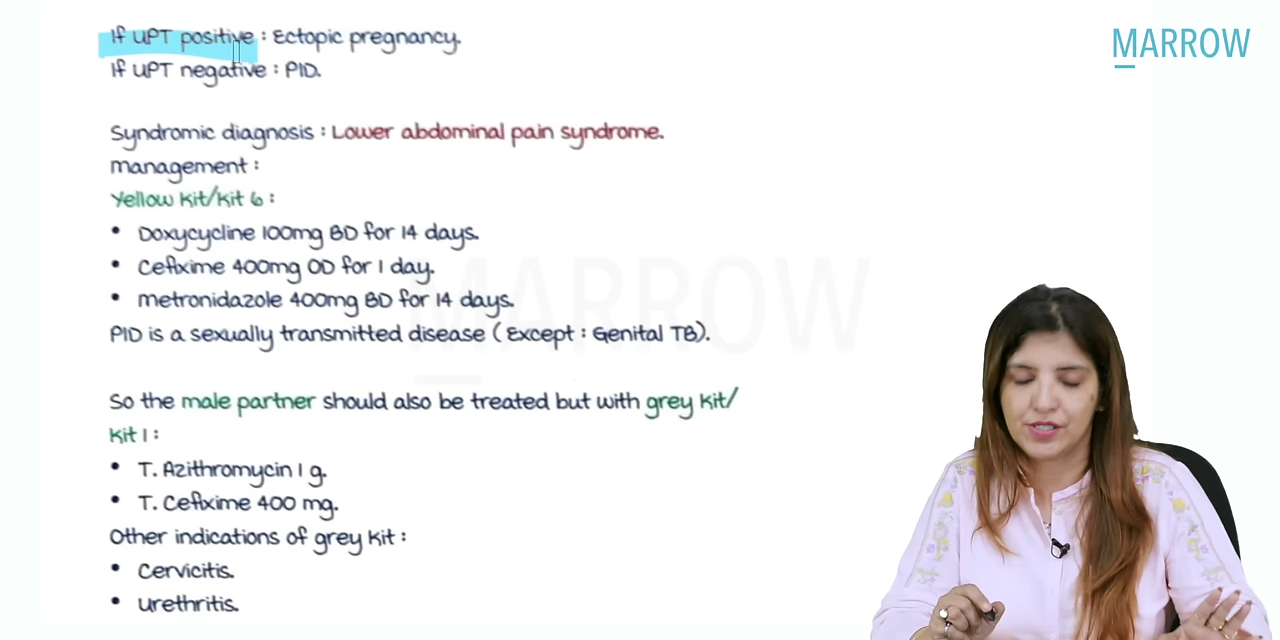 If UPT positive : Ectopic pregnancy.
MARROW
If UPT negative : PID.
Syndromic diagnosis : Lower abdominal pain syndrome.
management :
Yellow kit/kit 6 :
• Doxycycline 100mg BD for 14 days.
• Cefixime 400mg OD for 1 day.
• metronidazole 400mg BD for 14 days.
MARROW
PID is a sexually transmitted disease ( Except : Genital TB).
So the male partner should also be treated but with grey kit/
kit 1 :
• T. Azithromycin 1 g.
• T. Cefixime 400 mg.
Other indications of grey kit :
• Cervicitis.
• urethritis.